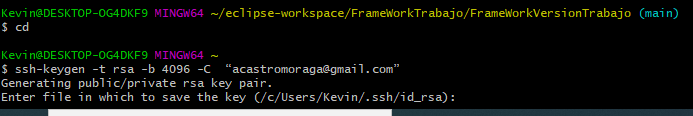 Kevin@DESKTOP-OG4DKF9 MINGW64 ~/eclipse-workspace/FrameWorkTrabajo/FrameWorkVersionTrabajo (main)
$ cd
Kevin@DESKTOP-OG4DKF9 MINGW64 ~
$ ssh-keygen -t rsa -b 4096 -C  “acastromoraga@gmail.com”
Generating public/private rsa key pair.
Enter file in which to save the key (/c/Users/Kevin/.ssh/id_rsa):